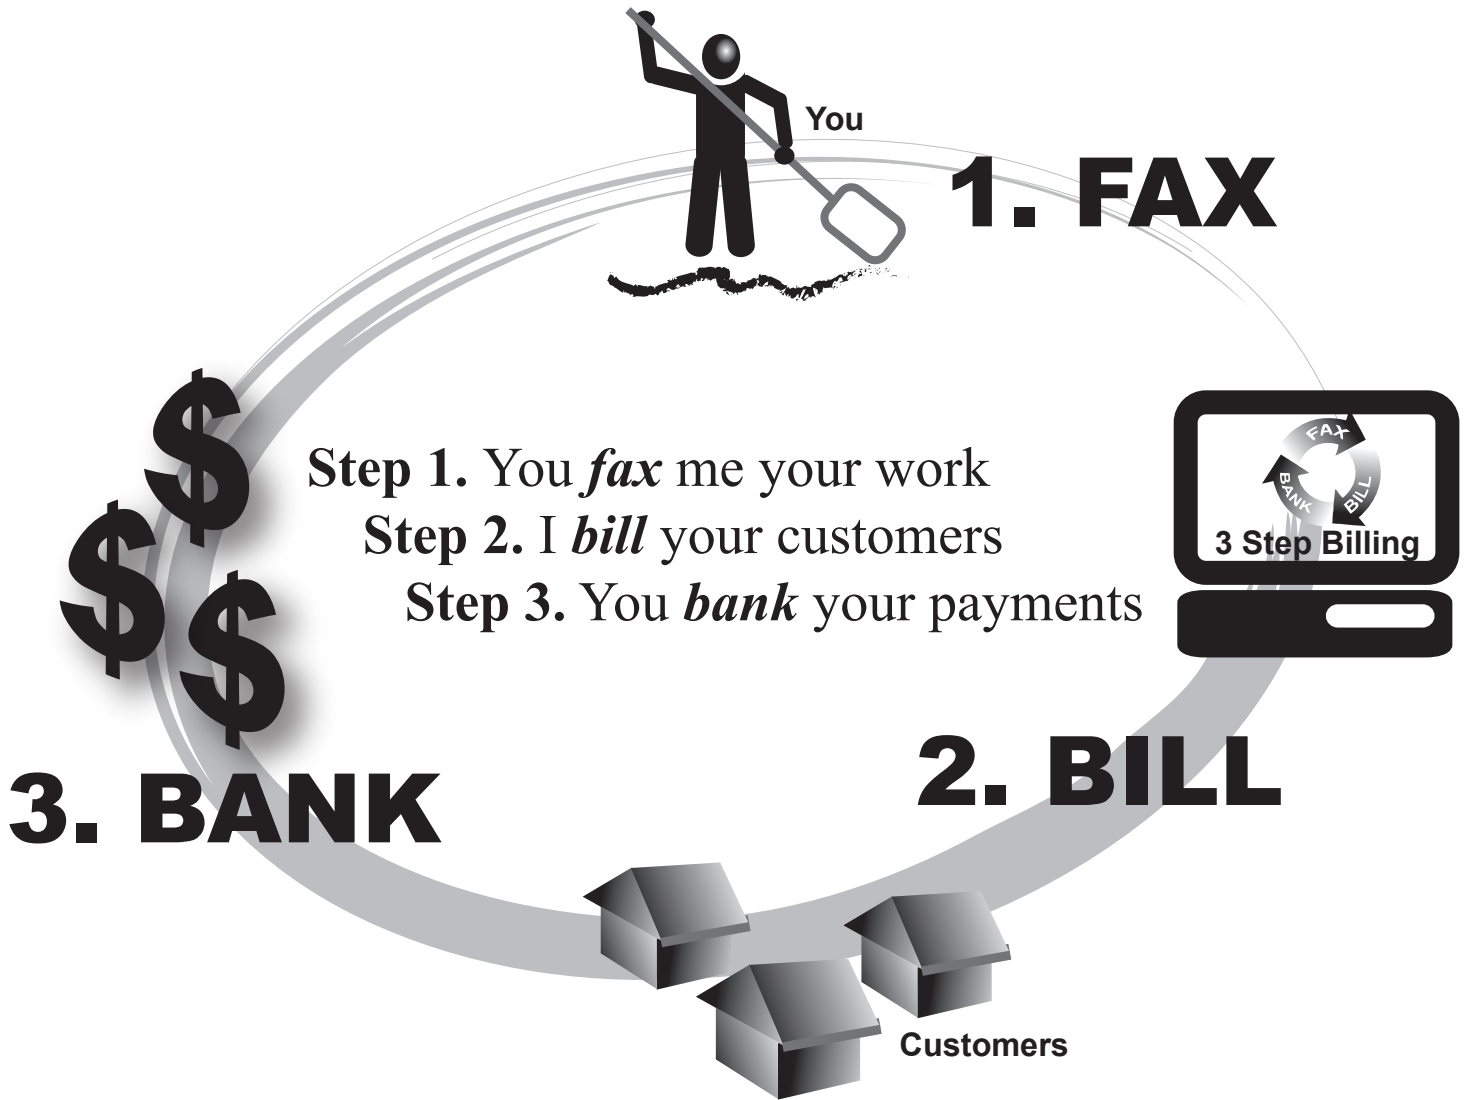 You
1. FAX
FAX
BILL
BANK
3 Step Billing
Step 1. You fax me your work
Step 2. I bill your customers
Step 3. You bank your payments
$
$
$
2. BILL
3. BANK
Customers